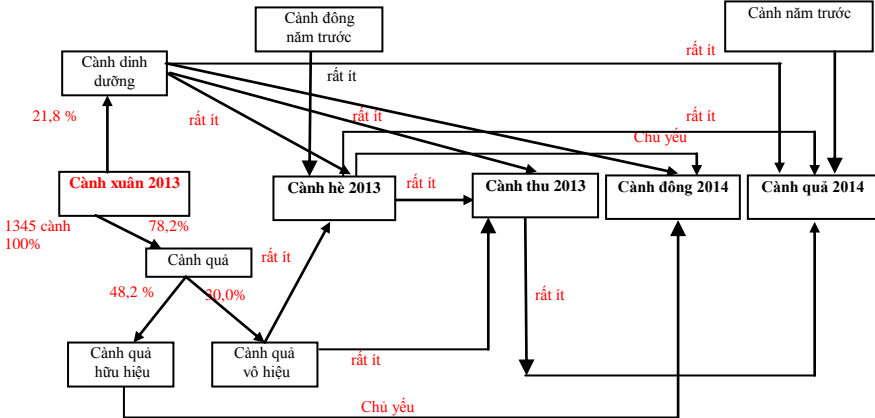 Cành đông
năm trước
Cành năm trước
Cành dinh
dưỡng
rất ít
rất ít
21,8 %
rất ít
rất ít
rất ít
rất ít
Chủ yếu
Cành xuân 2013
Cành hè 2013
rất ít
Cành thu 2013
Cành đông 2014
Cành quả 2014
1345 cành
100%
78,2%
Cành quả
rất ít
48,2 %
30,0%
rất ít
Cành quả
hữu hiệu
Cành quả
vô hiệu
rất ít
Chủ yếu